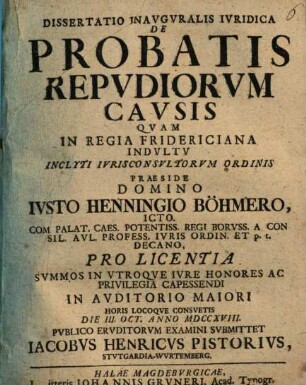 DISSERTATIO INAVGVRALIS IVRIDICA
DE
PROBATIS
REPVDIORVM
CAVSIS
QVAM
IN REGIA FRIDERICIANA
INDVLTV
INCLYTI IVRISCONSVLTORVM ORDINIS
PRAESIDE
DOMINO
IVSTO HENNINGIO BÖHMERO,
ICTO.
COM PALAT. CAES. POTENTISS. REGI BORVSS. A CON
SIL. AVL. PROFESS. IVRIS ORDIN. ET p. t.
DECANO,
PRO LICENTIA
SVMMOS IN VTROQVE IVRE HONORES AC
PRIVILEGIA CAPESSENDI
IN AVDITORIO MAIORI
HORIS LOCOQVE CONSVETIS
DIE III. OCT. ANNO MDCCXVIII.
PVBLICO ERVDITORVM EXAMINI SVBMITTET
IACOBVS HENRICVS PISTORIVS,
STVTGARDIA-WVRTEMBERG.
HALAE MAGDEBVRGICAE,
JOHANNIS GRVNERI, Acad. Typogr.